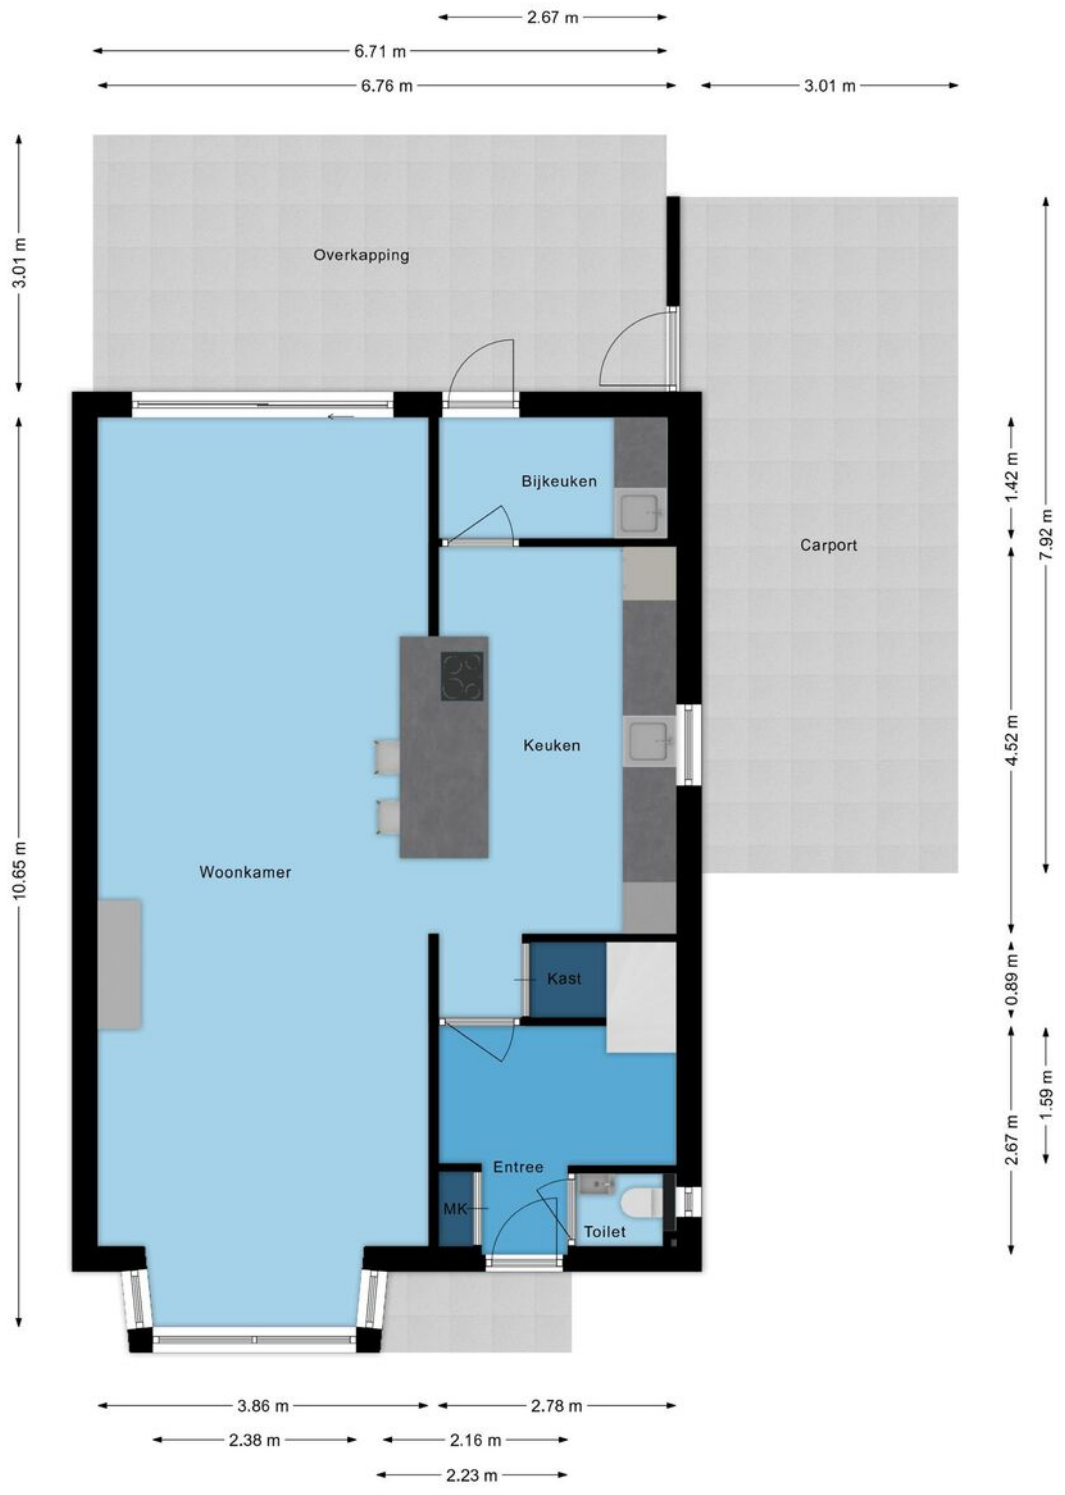 2.67 m
6.71 m
6.76 m
3.01 m
3.01 m
Overkapping
Bijkeuken
1.42 m
7.92 m
Carport
4.52 m
Keuken
10.65 m
Woonkamer
Kast
0.89 m
1.59 m
2.67 m
Entree
MK
Toilet
3.86 m
2.78 m
2.38 m
2.16 m
2.23 m